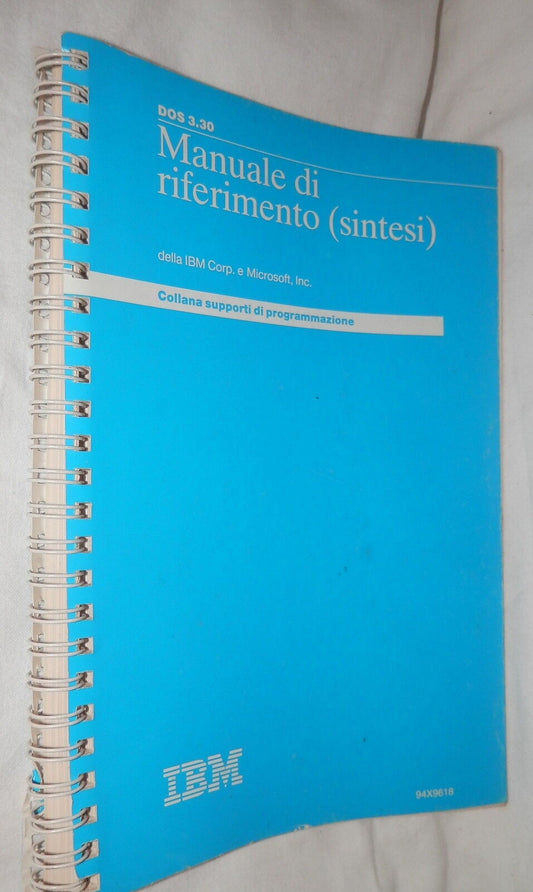 DOS 3.30
Manuale di
riferimento (sintesi)
della IBM Corp. e Microsoft, Inc.
Collana supporti di programmazione
IBM
94X9618